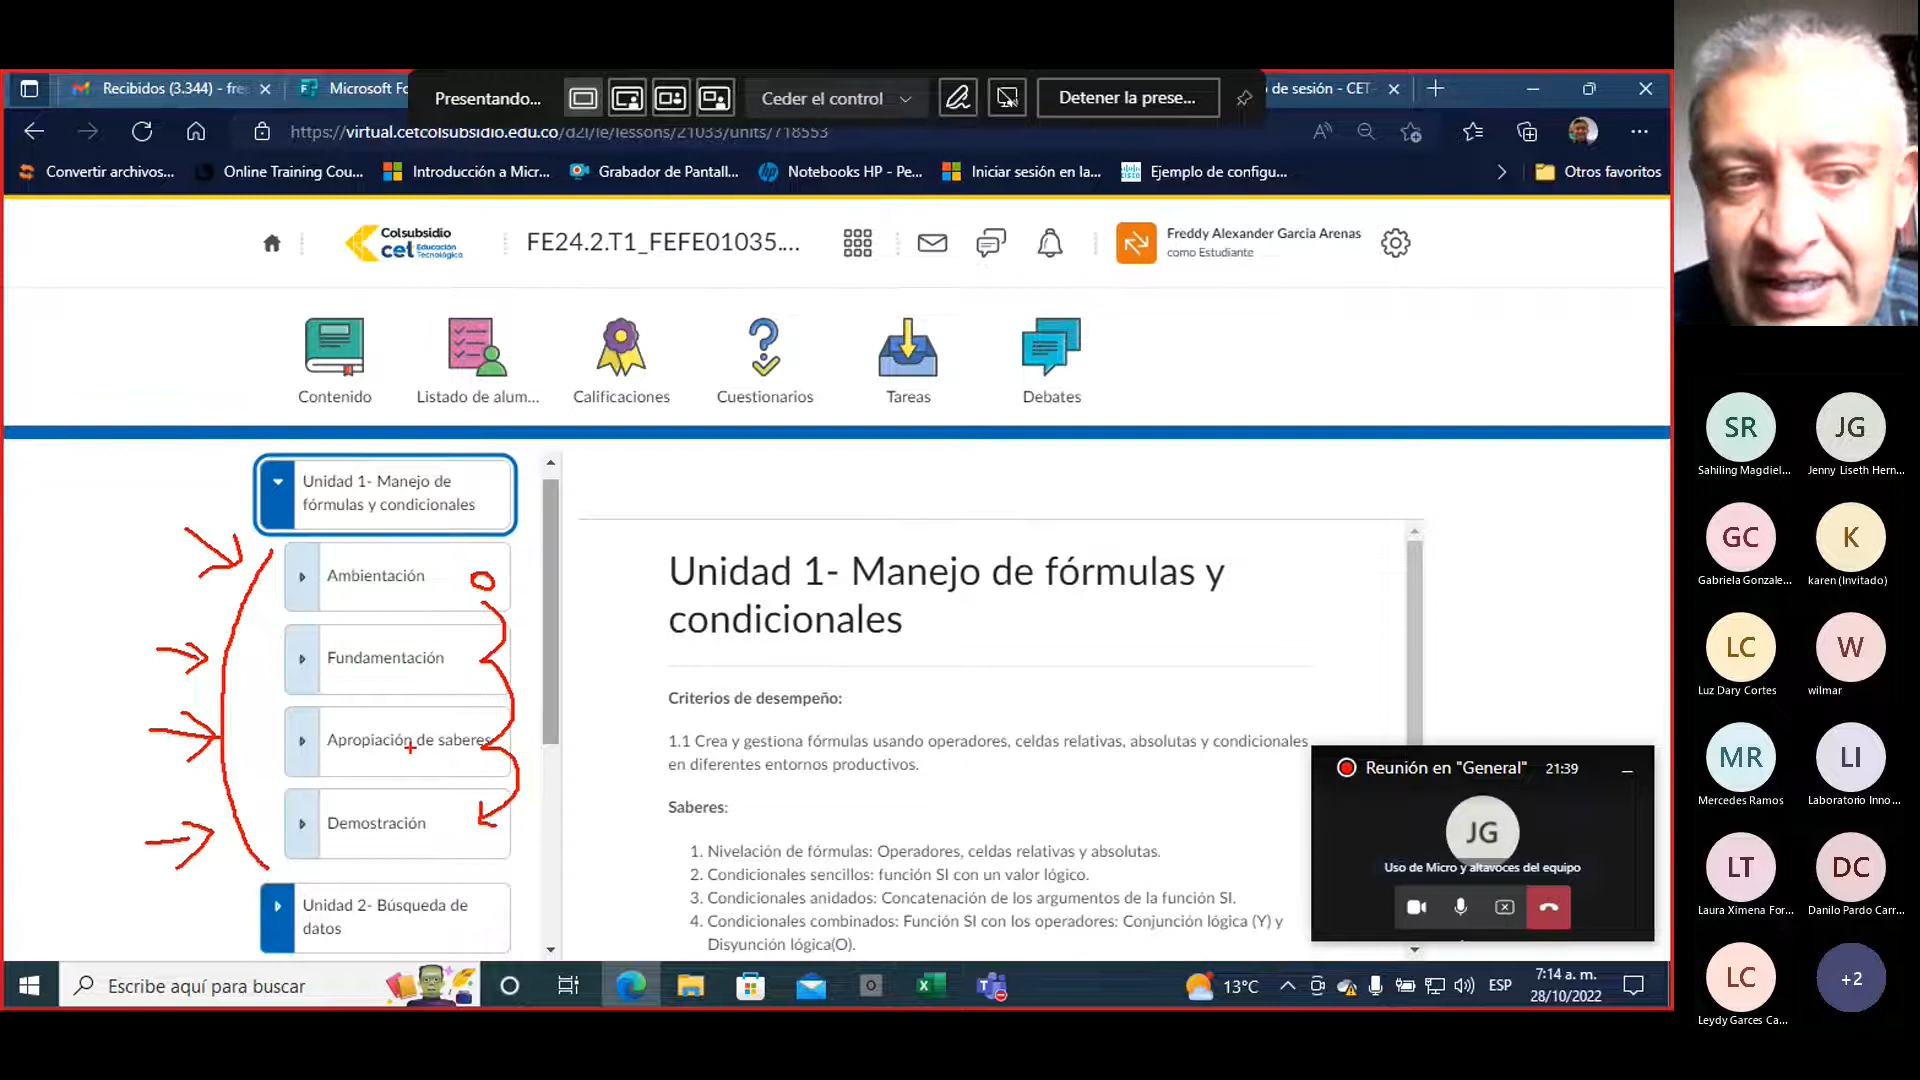 Recibidos (3.344) - fre
Microsoft Fo
Presentando...
Ceder el control
Detener la prese...
de sesión - CET
https://virtual.cetcolsubsidio.edu.co/d2l/le/lessons/21033/units/718553
Convertir archivos...
Online Training Cou...
Introducción a Micr...
Grabador de Pantall...
Notebooks HP - Pe...
Iniciar sesión en la...
Ejemplo de configu...
Otros favoritos
Colsubsidio
cet Educación Tecnológica
FE24.2.T1_FEFE01035....
Freddy Alexander Garcia Arenas
como Estudiante
Contenido
Listado de alum...
Calificaciones
Cuestionarios
Tareas
Debates
Unidad 1- Manejo de
fórmulas y condicionales
Ambientación
Fundamentación
Apropiación de saberes
Demostración
Unidad 2- Búsqueda de
datos
Unidad 1- Manejo de fórmulas y
condicionales
Criterios de desempeño:
1.1 Crea y gestiona fórmulas usando operadores, celdas relativas, absolutas y condicionales
en diferentes entornos productivos.
Saberes:
1. Nivelación de fórmulas: Operadores, celdas relativas y absolutas.
2. Condicionales sencillos: función SI con un valor lógico.
3. Condicionales anidados: Concatenación de los argumentos de la función SI.
4. Condicionales combinados: Función SI con los operadores: Conjunción lógica (Y) y
Disyunción lógica(O).
Reunión en "General"
21:39
JG
Uso de Micro y altavoces del equipo
Escribe aquí para buscar
13°C
ESP
7:14 a. m.
28/10/2022
SR
Sahiling Magdiel...
JG
Jenny Liseth Hern...
GC
Gabriela Gonzale...
K
karen (Invitado)
LC
Luz Dary Cortes
W
wilmar
MR
Mercedes Ramos
LI
Laboratorio Inno...
LT
Laura Ximena For...
DC
Danilo Pardo Carr...
LC
Leydy Garces Ca...
+2